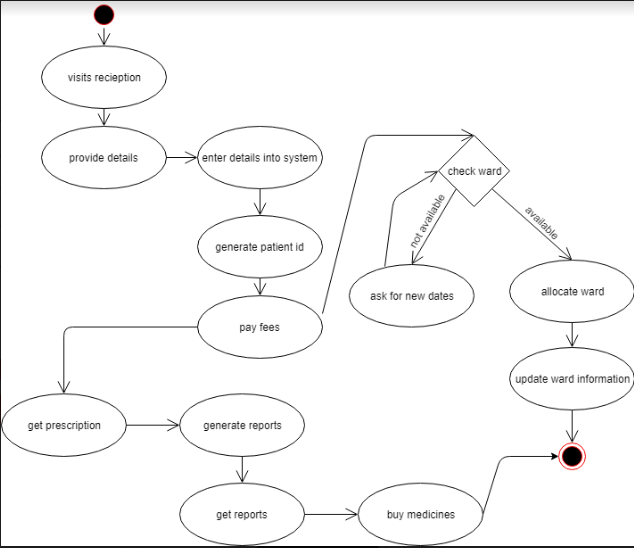 visits recieption
provide details
enter details into system
generate patient id
pay fees
check ward
not available
available
ask for new dates
allocate ward
update ward information
get prescription
generate reports
get reports
buy medicines